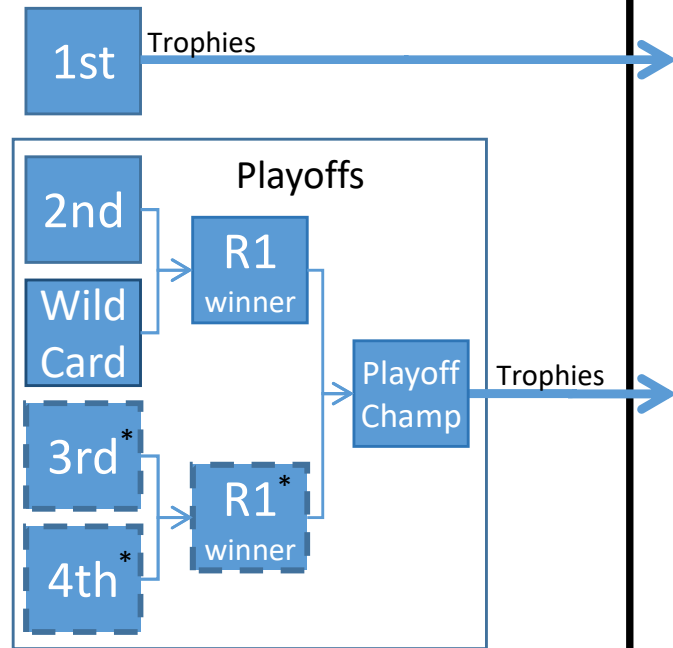 1st
Trophies
Playoffs
2nd
Wild
Card
R1
winner
Playoff
Champ
Trophies
3rd*
4th*
R1*
winner